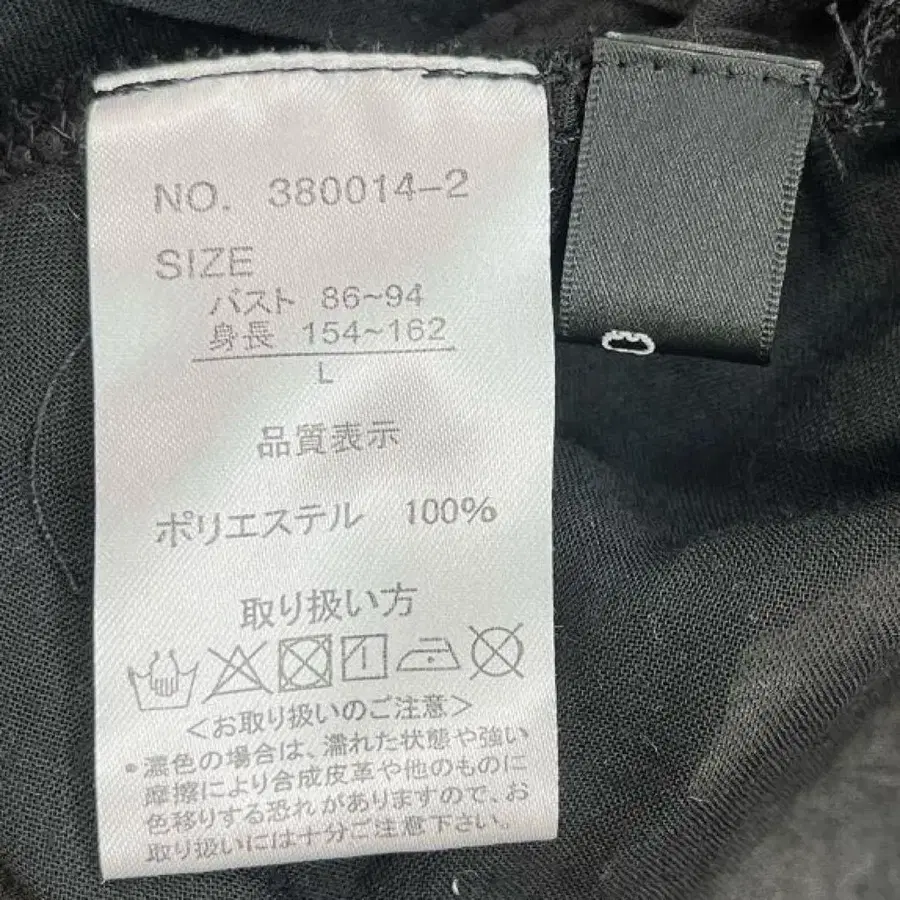 NO. 380014-2
SIZE
バスト 86~94
身長 154~162
L
品質表示
ポリエステル 100%
取り扱い方
<お取り扱いのご注意>
•濃色の場合は、濡れた状態や強い
摩擦により合成皮革や他のものに
色移りする恐れがありますので、お
取り扱いには十分ご注意下さい。